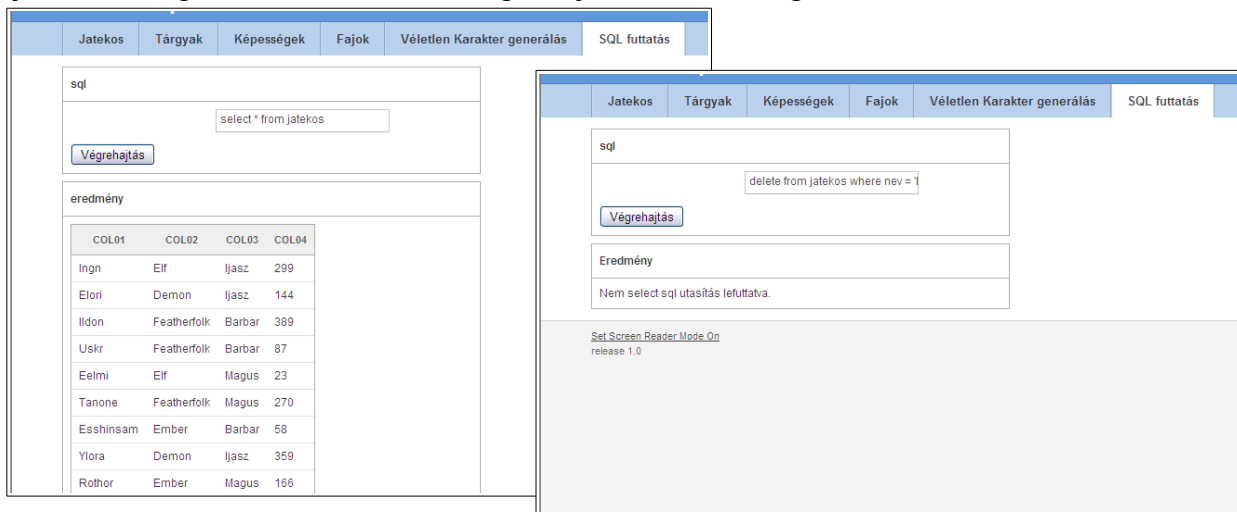 Jatekos Tárgyak Képességek Fajok Véletlen Karakter generálás SQL futtatás
sql
select * from jatekos
Végrehajtás
eredmény
COL01 COL02 COL03 COL04
Ingn Elf Ijasz 299
Elori Demon Ijasz 144
Ildon Featherfolk Barbar 389
Uskr Featherfolk Barbar 87
Eelmi Elf Magus 23
Tanone Featherfolk Magus 270
Esshinsam Ember Barbar 58
Ylora Demon Ijasz 359
Rothor Ember Magus 166
Jatekos Tárgyak Képességek Fajok Véletlen Karakter generálás SQL futtatás
sql
delete from jatekos where nev = '
Végrehajtás
Eredmény
Nem select sql utasítás lefuttatva.
Set Screen Reader Mode On
release 1.0